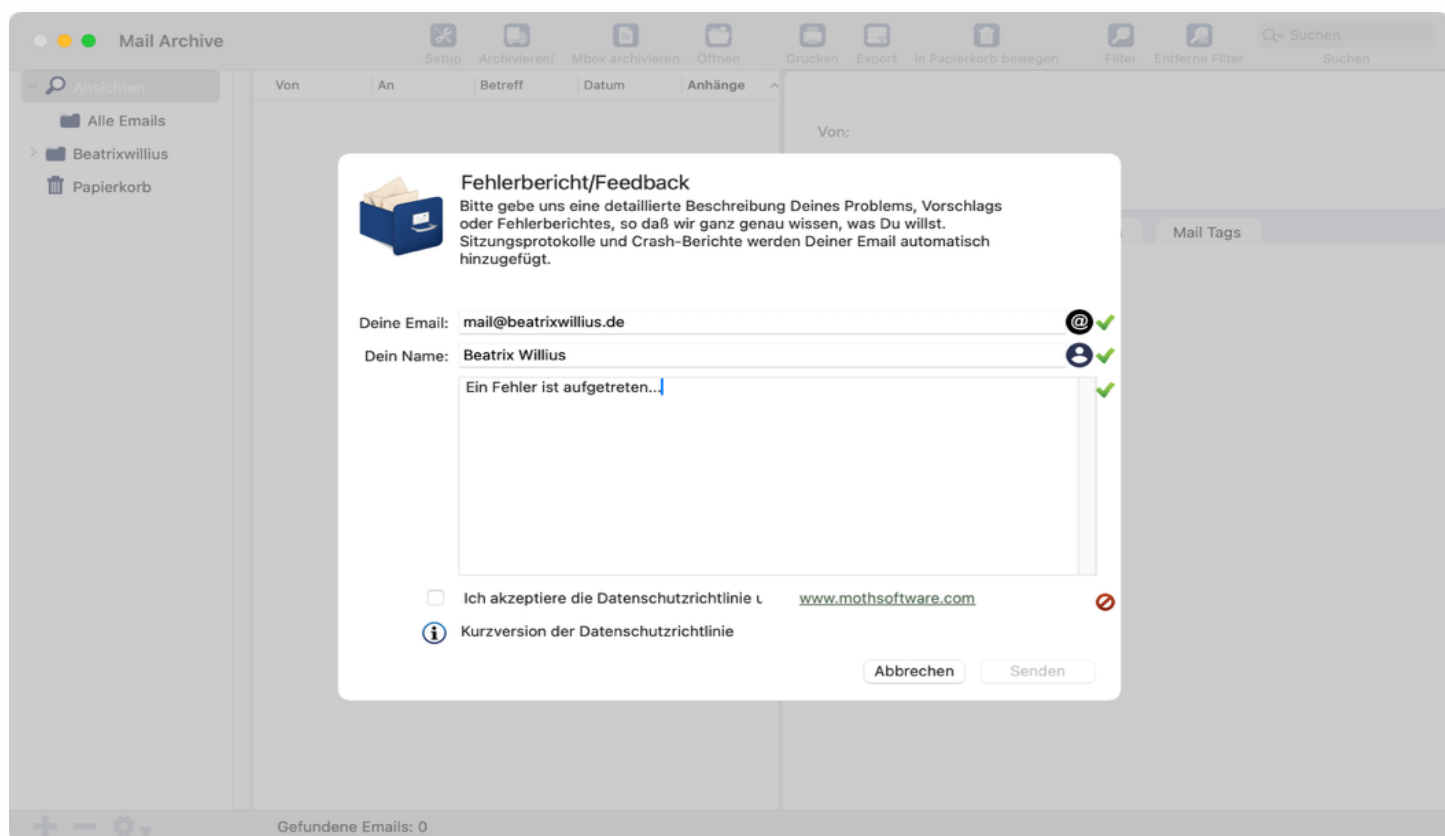 Mail Archive
Setup Archivieren! Mbox archivieren Öffnen Drucken Export In Papierkorb bewegen Filter Entferne Filter Suchen
Suchen
Ansichten
Alle Emails
Beatrixwillius
Papierkorb
Von An Betreff Datum Anhänge
Von:
Mail Tags
Fehlerbericht/Feedback
Bitte gebe uns eine detaillierte Beschreibung Deines Problems, Vorschlags
oder Fehlerberichtes, so daß wir ganz genau wissen, was Du willst.
Sitzungsprotokolle und Crash-Berichte werden Deiner Email automatisch
hinzugefügt.
Deine Email: mail@beatrixwillius.de
Dein Name: Beatrix Willius
Ein Fehler ist aufgetreten...
Ich akzeptiere die Datenschutzrichtlinie www.mothsoftware.com
Kurzversion der Datenschutzrichtlinie
Abbrechen Senden
Gefundene Emails: 0